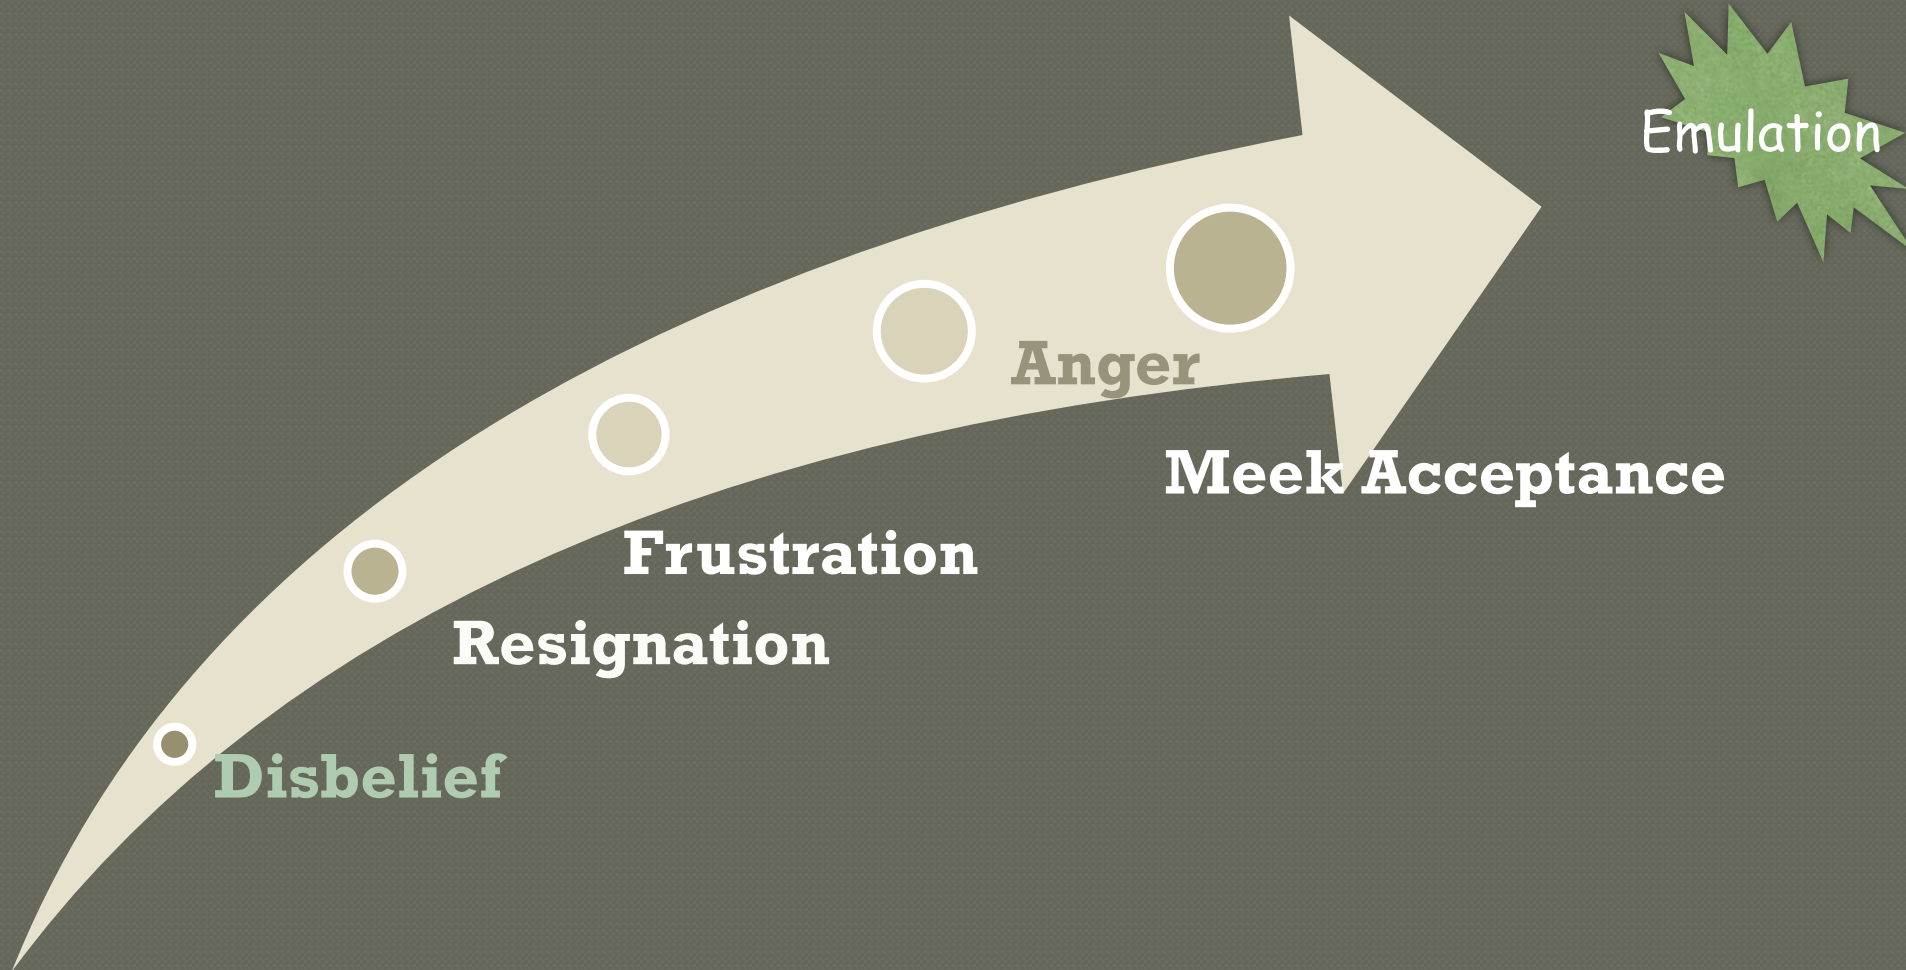 Emulation
Anger
Meek Acceptance
Frustration
Resignation
Disbelief